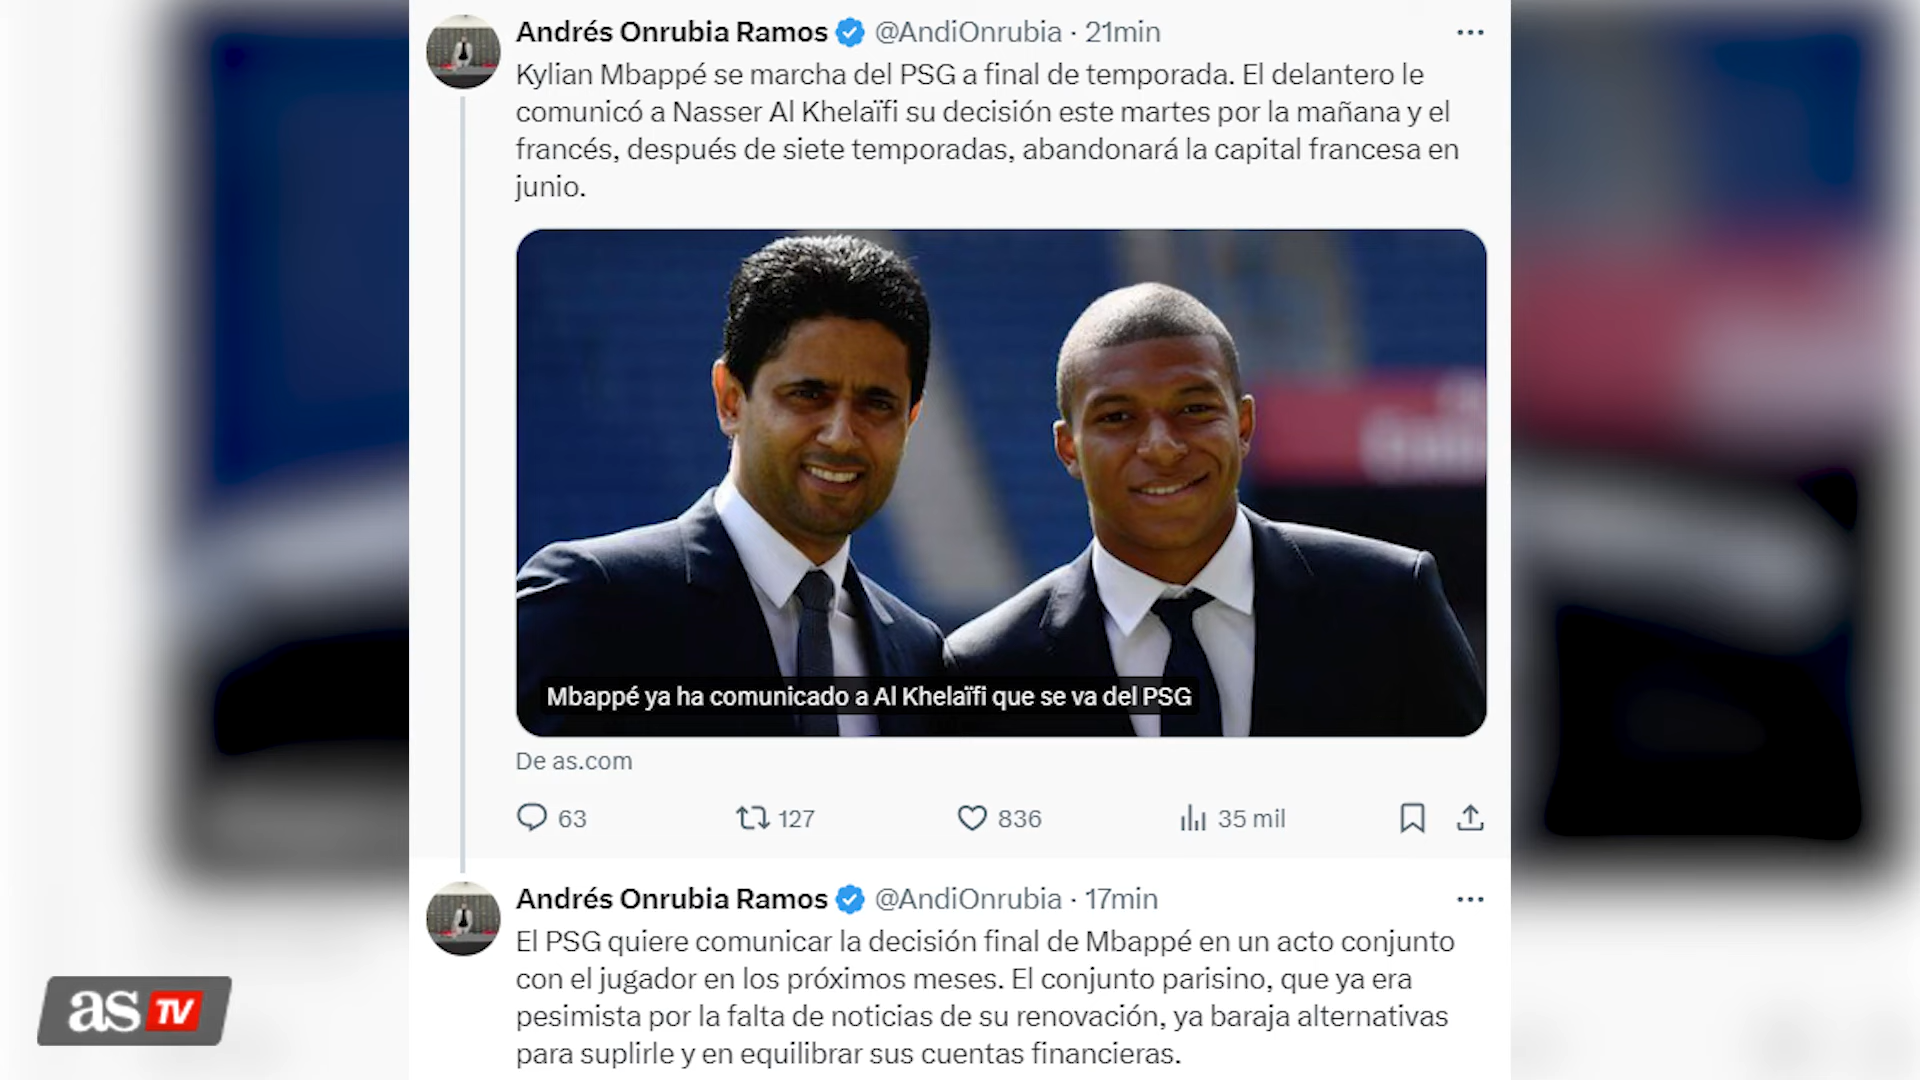 Andrés Onrubia Ramos @AndiOnrubia · 21min
Kylian Mbappé se marcha del PSG a final de temporada. El delantero le
comunicó a Nasser Al Khelaïfi su decisión este martes por la mañana y el
francés, después de siete temporadas, abandonará la capital francesa en
junio.
Mbappé ya ha comunicado a Al Khelaïfi que se va del PSG
De as.com
63 127 836 35 mil
Andrés Onrubia Ramos @AndiOnrubia · 17min
El PSG quiere comunicar la decisión final de Mbappé en un acto conjunto
con el jugador en los próximos meses. El conjunto parisino, que ya era
pesimista por la falta de noticias de su renovación, ya baraja alternativas
para suplirle y en equilibrar sus cuentas financieras.
as TV